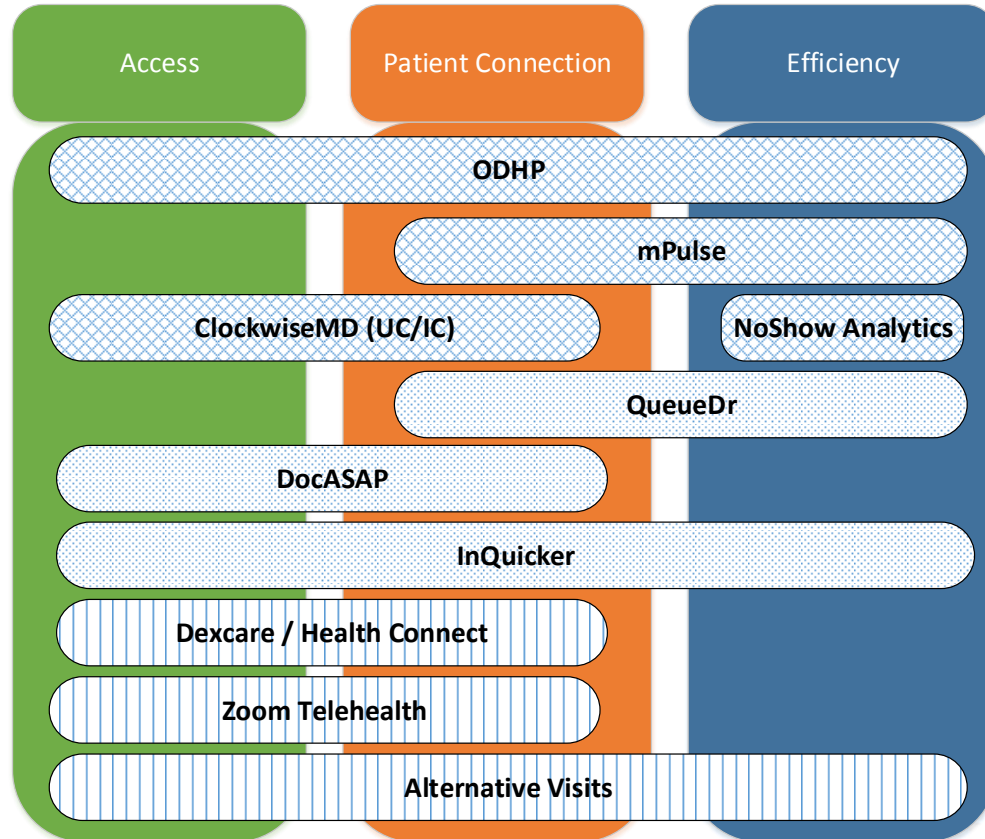 Access
Patient Connection
Efficiency
ODHP
mPulse
ClockwiseMD (UC/IC)
NoShow Analytics
QueueDr
DocASAP
InQuicker
Dexcare / Health Connect
Zoom Telehealth
Alternative Visits